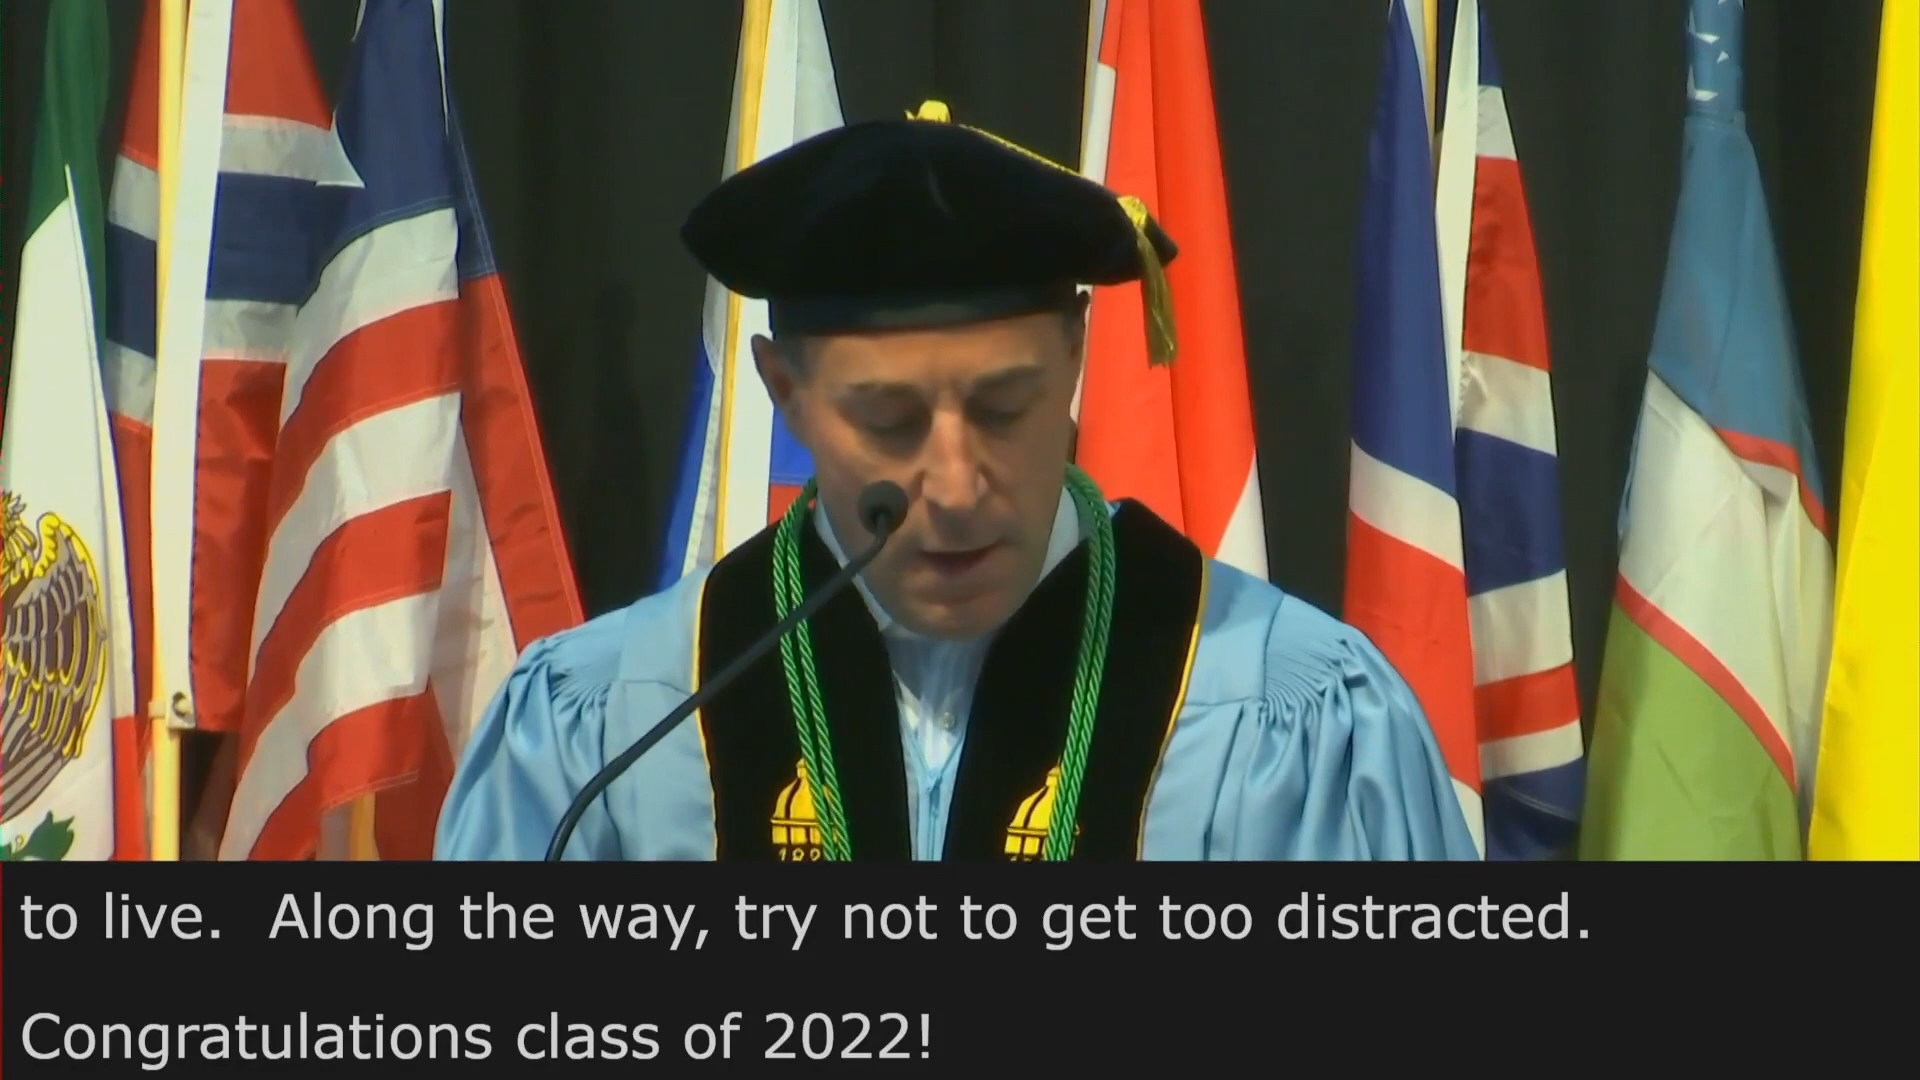 to live.  Along the way, try not to get too distracted.
Congratulations class of 2022!